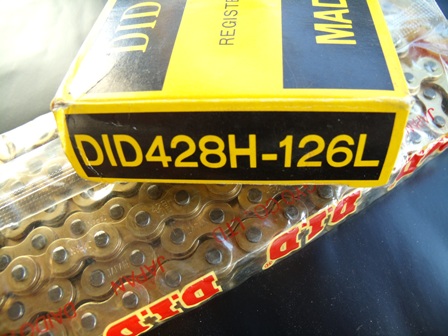 DID
REGISTE
MAD
DID428H-126L
D.I.D
D.I.D